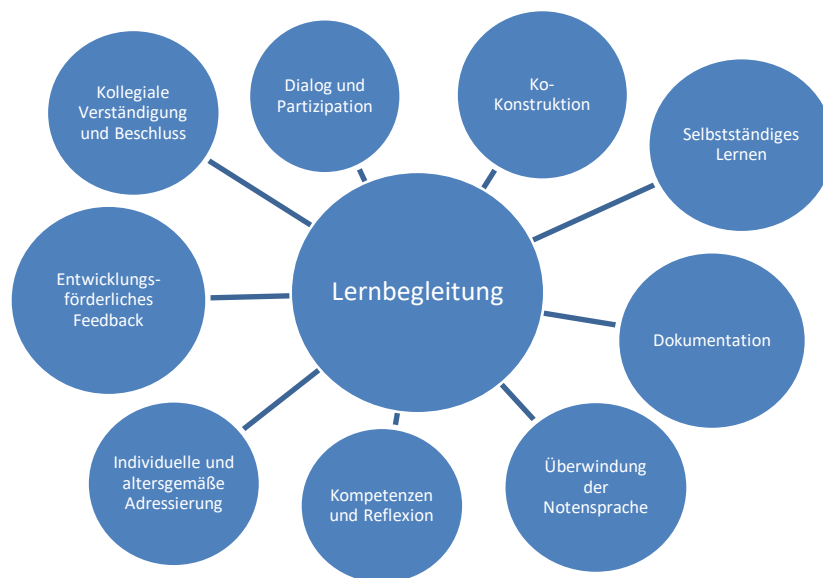 Kollegiale
Verständigung
und Beschluss
Dialog und
Partizipation
Ko-
Konstruktion
Selbstständiges
Lernen
Entwicklungs-
förderliches
Feedback
Lernbegleitung
Dokumentation
Individuelle und
altersgemäße
Adressierung
Kompetenzen
und Reflexion
Überwindung
der
Notensprache